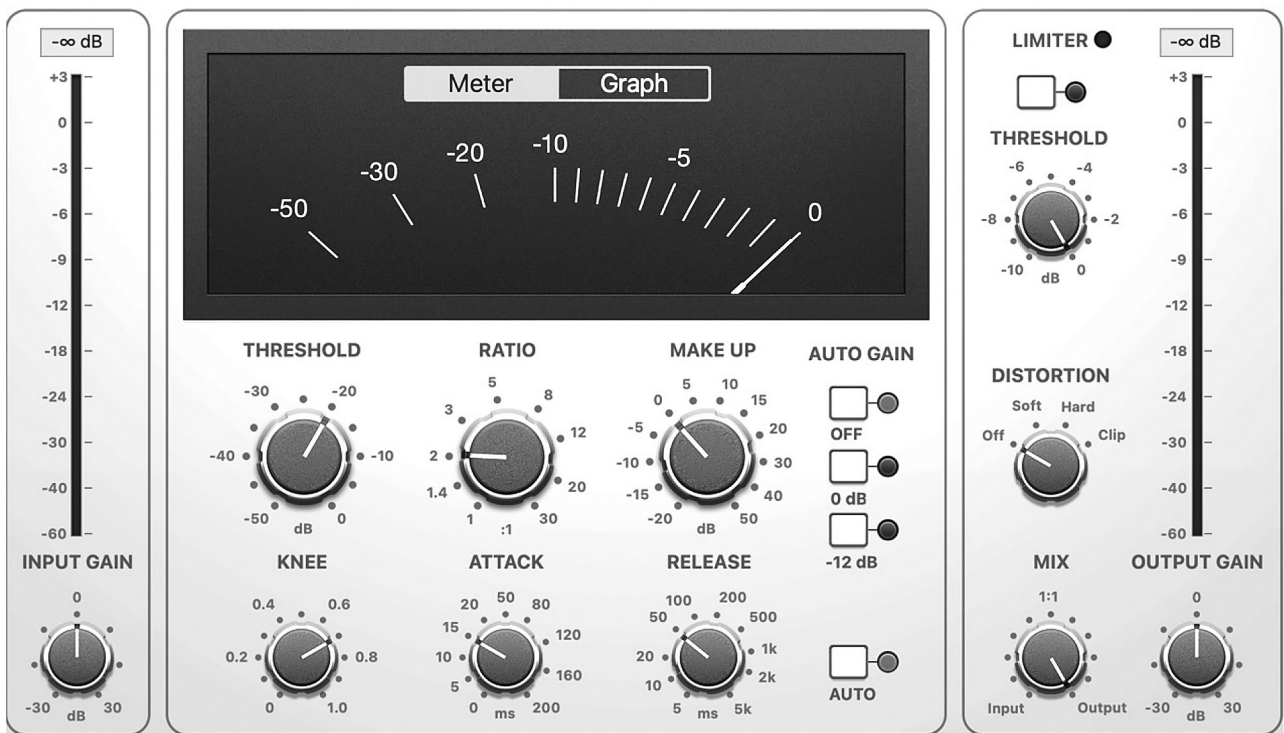 -∞ dB
+3
0
-3
-6
-9
-12
-18
-24
-30
-40
-60
INPUT GAIN
0
-30 dB 30
Meter Graph
-50 -30 -20 -10 -5 0
THRESHOLD
-50 -40 -30 -20 -10 0
dB
RATIO
1 1.4 2 3 5 8 12 20 30
:1
MAKE UP
-20 -15 -10 -5 0 5 10 15 20 30 40 50
dB
AUTO GAIN
OFF
0 dB
-12 dB
KNEE
0 0.2 0.4 0.6 0.8 1.0
ATTACK
0 5 10 15 20 50 80 120 160 200
ms
RELEASE
5 10 20 50 100 200 500 1k 2k 5k
ms
AUTO
LIMITER
THRESHOLD
-10 -8 -6 -4 -2 0
dB
DISTORTION
Off Soft Hard Clip
MIX
1:1
Input Output
-∞ dB
+3
0
-3
-6
-9
-12
-18
-24
-30
-40
-60
OUTPUT GAIN
0
-30 dB 30